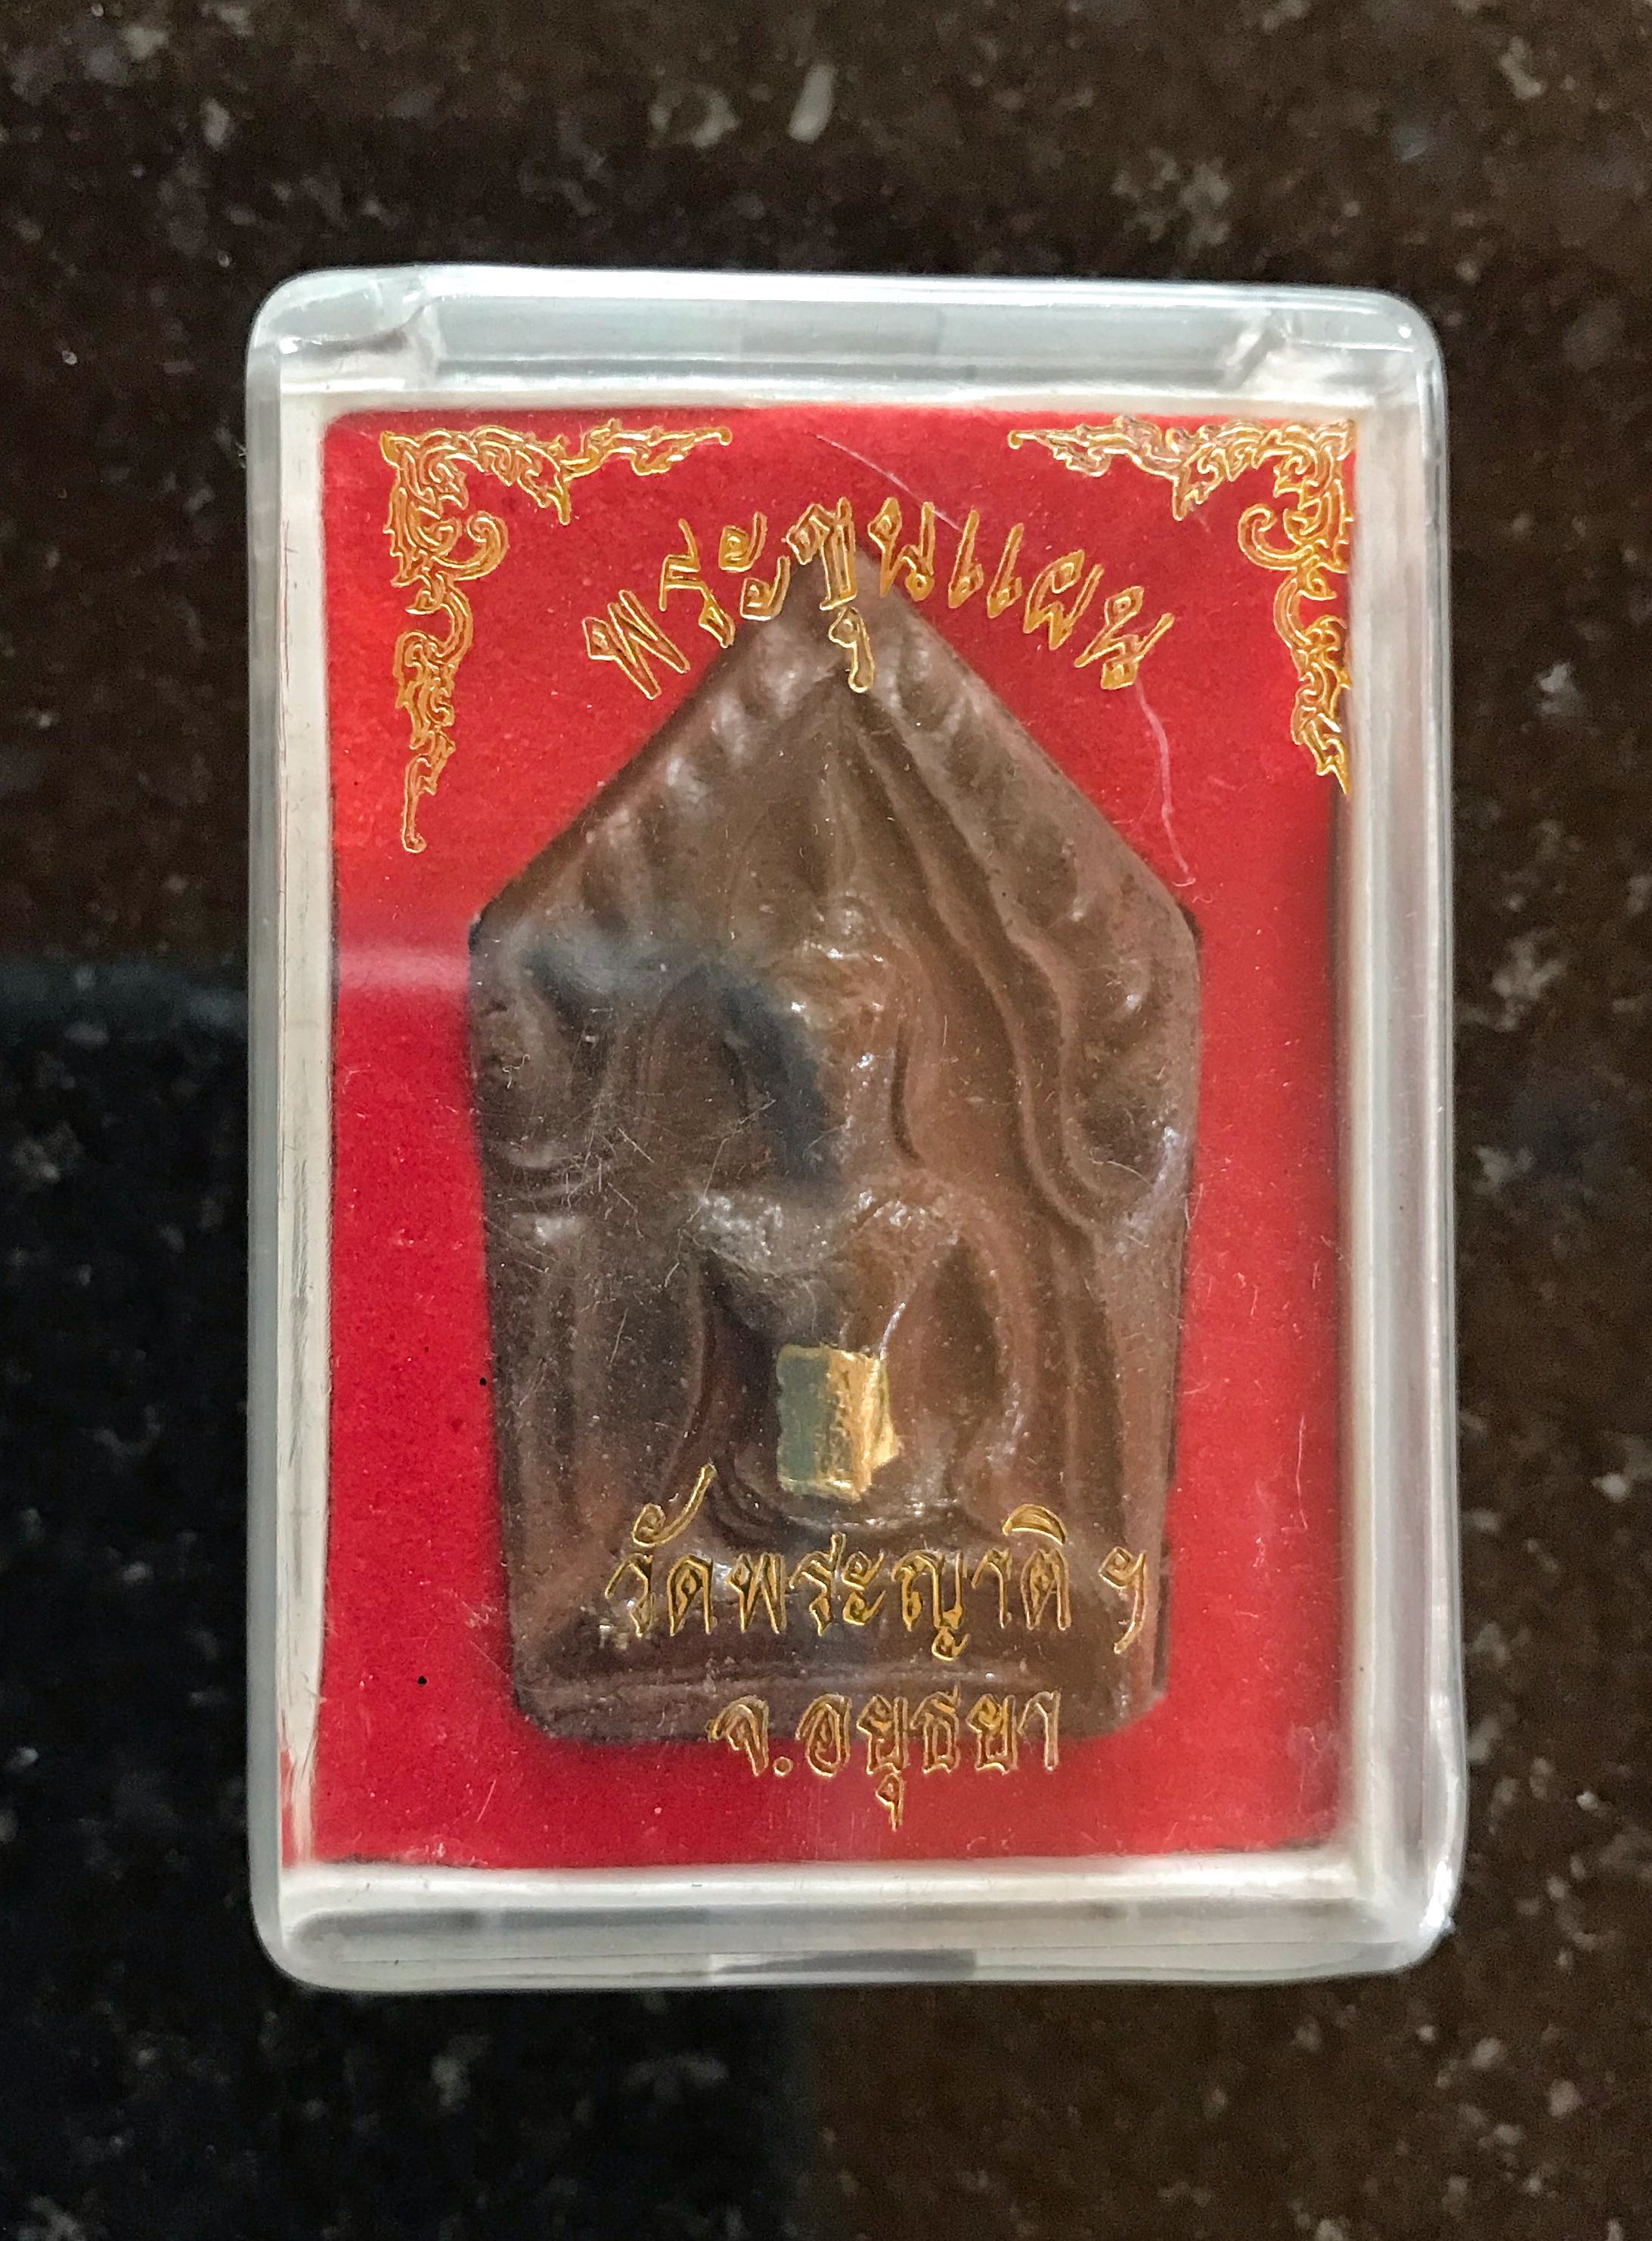 พระขุนแผน
วัดพระญาติ ฯ
จ.อยุธยา